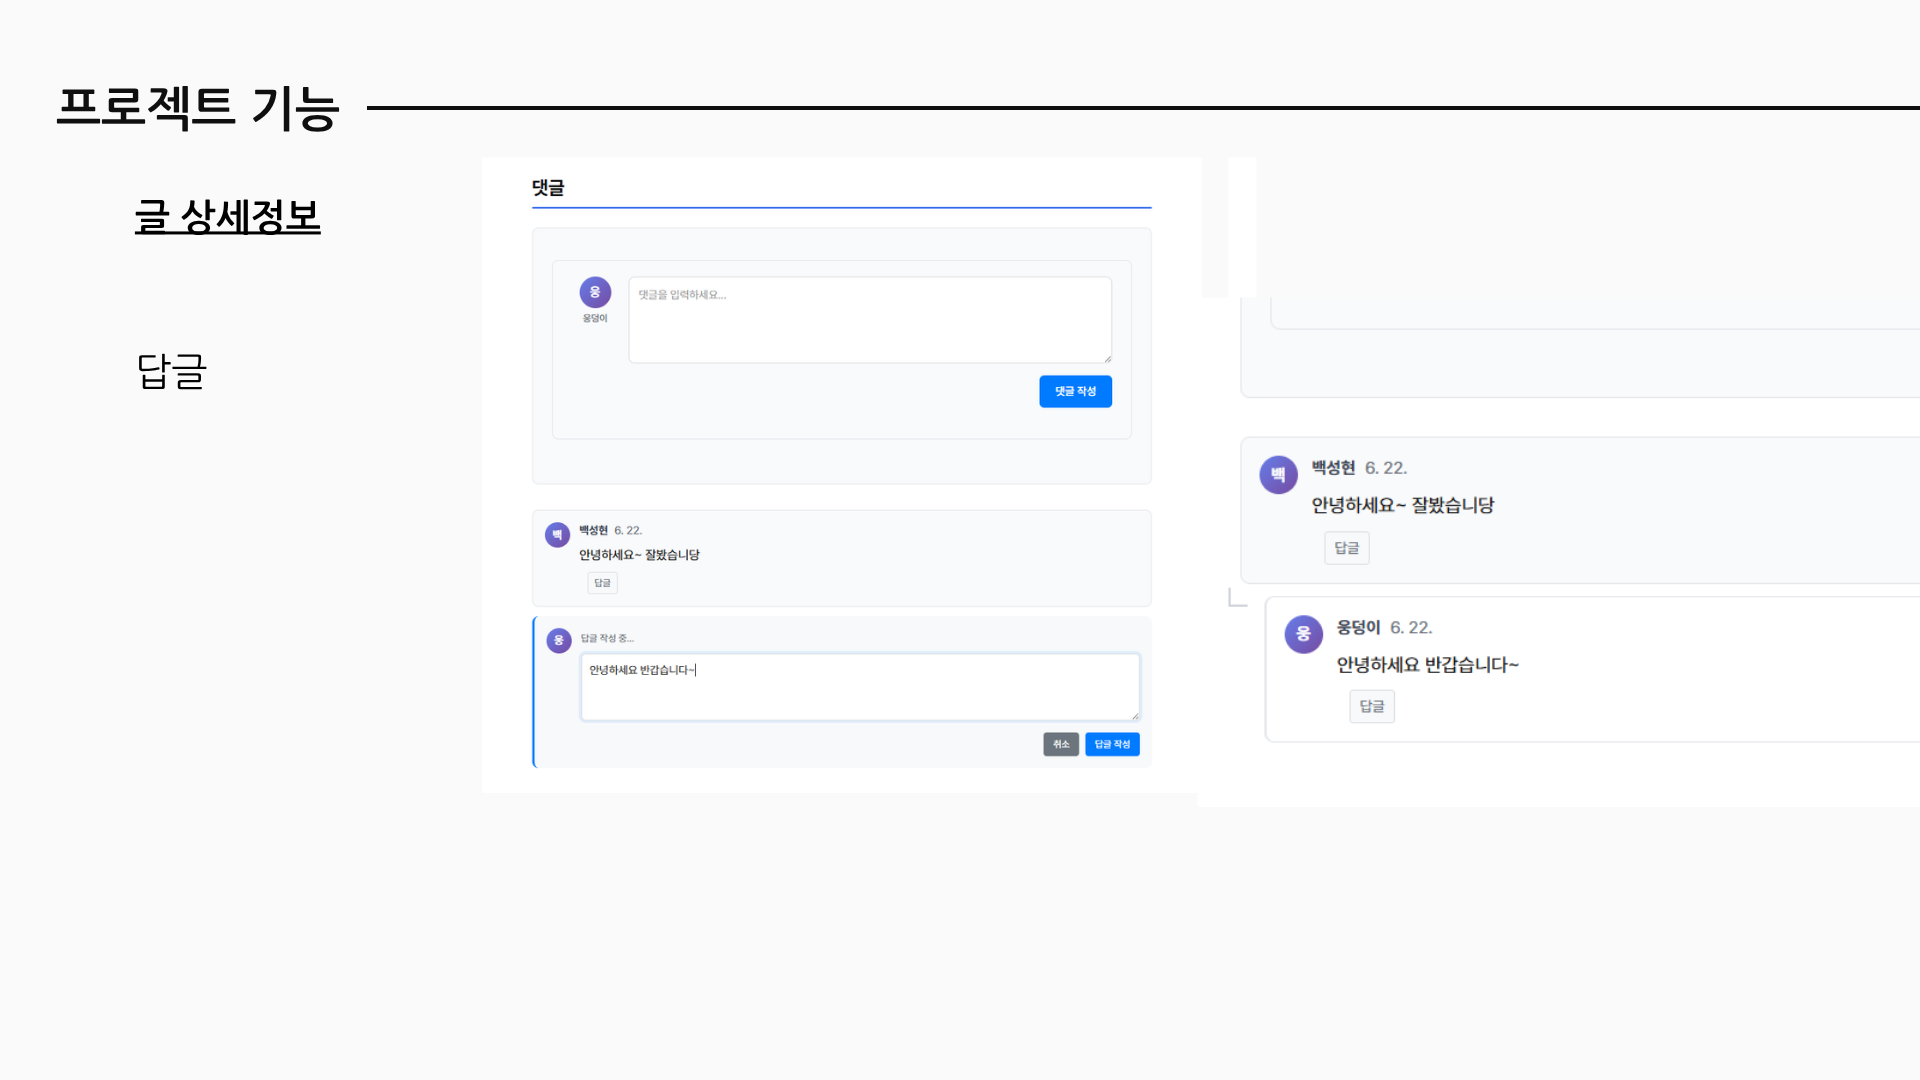 프로젝트 기능
글 상세정보
답글
댓글
웅
웅덩이
댓글을 입력하세요...
댓글 작성
백
백성현 6. 22.
안녕하세요~ 잘봤습니당
답글
웅
답글 작성 중...
안녕하세요 반갑습니다~
취소
답글 작성
백
백성현 6. 22.
안녕하세요~ 잘봤습니당
답글
웅
웅덩이 6. 22.
안녕하세요 반갑습니다~
답글